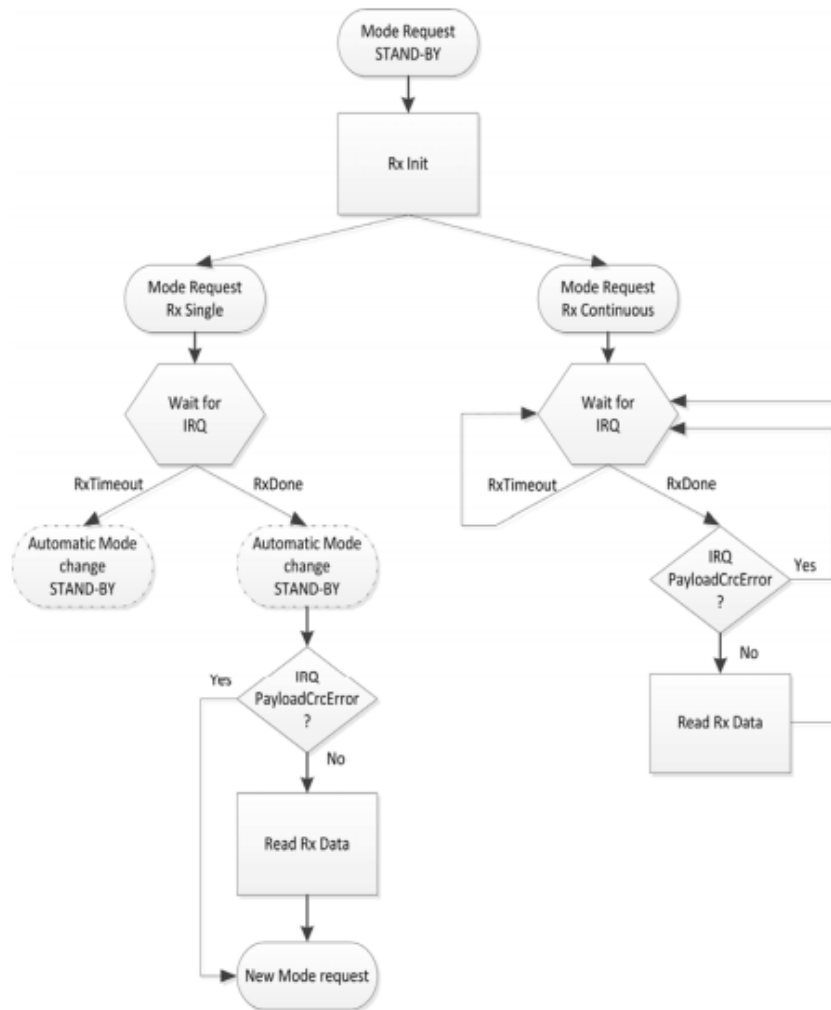 Mode Request
STAND-BY
Rx Init
Mode Request
Rx Single
Mode Request
Rx Continuous
Wait for
IRQ
Wait for
IRQ
RxTimeout
RxDone
RxTimeout
RxDone
Automatic Mode
change
STAND-BY
Automatic Mode
change
STAND-BY
IRQ
PayloadCrcError
?
Yes
No
Read Rx Data
Yes
IRQ
PayloadCrcError
?
No
Read Rx Data
New Mode request